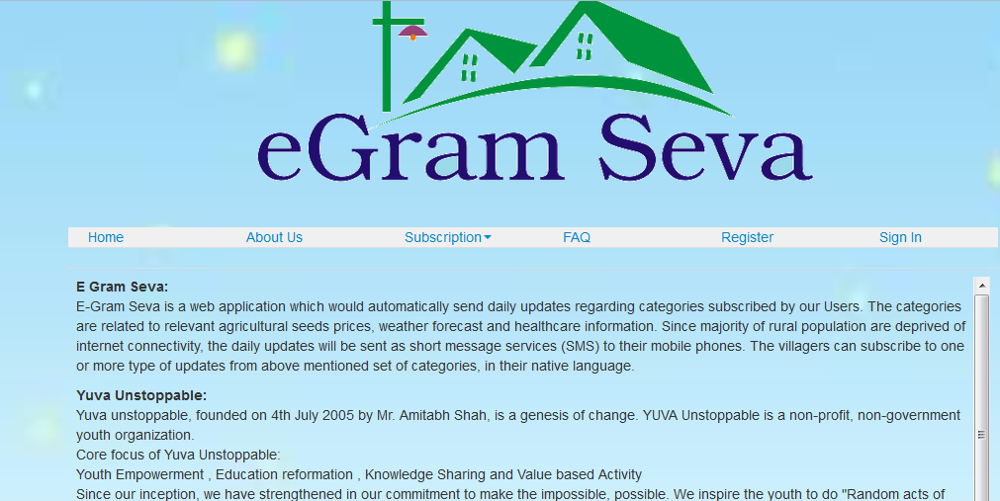 eGram Seva
Home About Us Subscription FAQ Register Sign In
E Gram Seva:
E-Gram Seva is a web application which would automatically send daily updates regarding categories subscribed by our Users. The categories
are related to relevant agricultural seeds prices, weather forecast and healthcare information. Since majority of rural population are deprived of
internet connectivity, the daily updates will be sent as short message services (SMS) to their mobile phones. The villagers can subscribe to one
or more type of updates from above mentioned set of categories, in their native language.
Yuva Unstoppable:
Yuva unstoppable, founded on 4th July 2005 by Mr. Amitabh Shah, is a genesis of change. YUVA Unstoppable is a non-profit, non-government
youth organization.
Core focus of Yuva Unstoppable:
Youth Empowerment , Education reformation , Knowledge Sharing and Value based Activity
Since our inception, we have strengthened in our commitment to make the impossible, possible. We inspire the youth to do "Random acts of